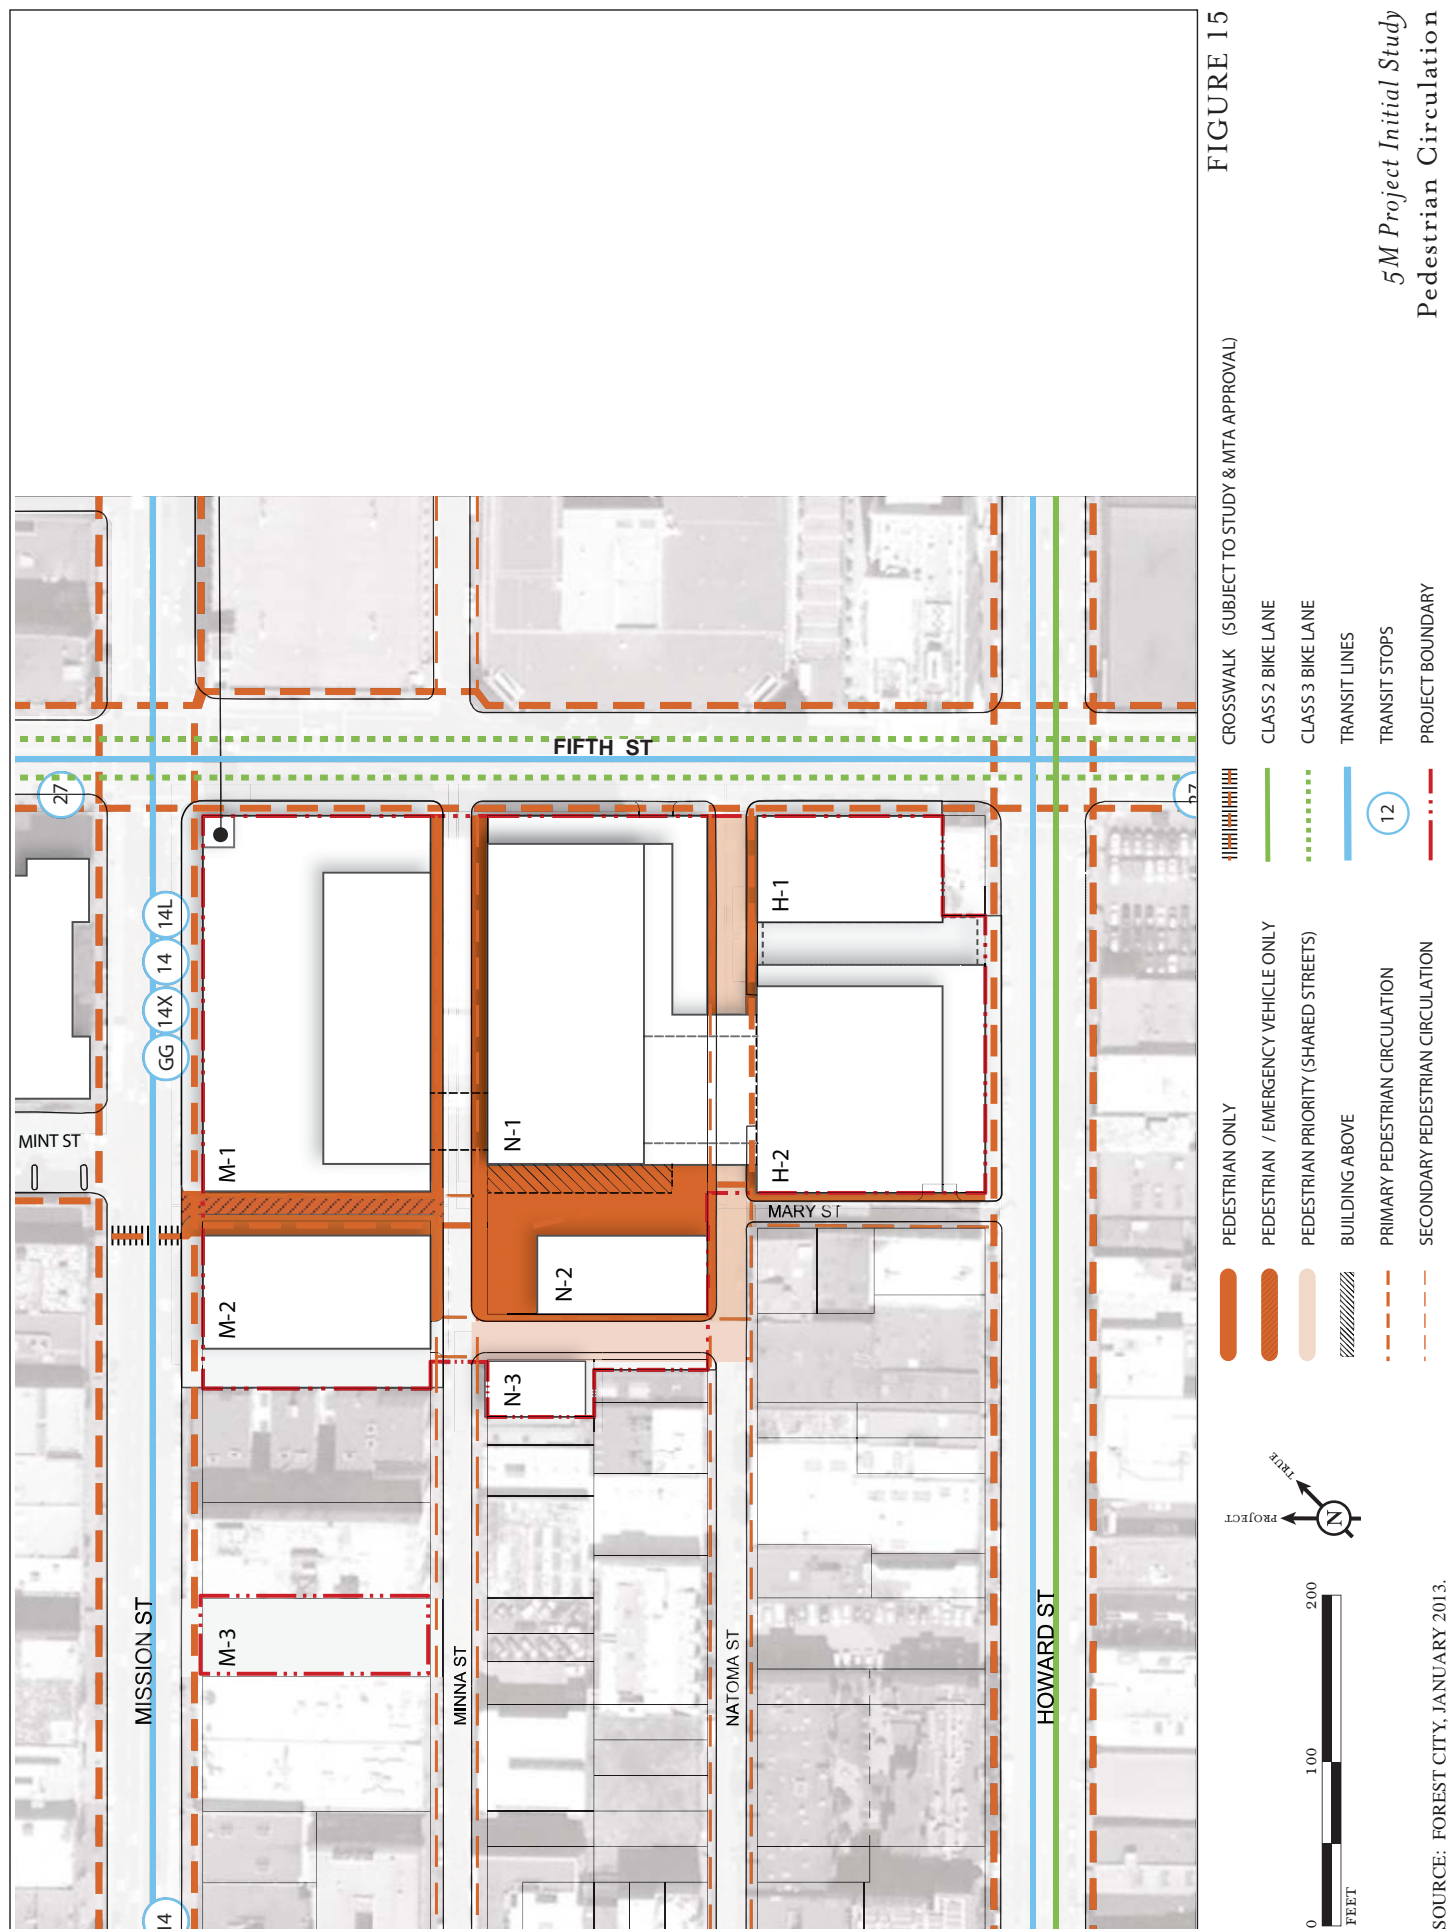 MISSION ST
MINNA ST
NATOMA ST
HOWARD ST
MINT ST
MARY ST
FIFTH ST
M-1
M-2
M-3
N-1
N-2
N-3
H-1
H-2
14
GG
14X
14
14L
27
27
SOURCE: FOREST CITY, JANUARY 2013.
0
100
200
FEET
N
PROJECT
TRUE
PEDESTRIAN ONLY
PEDESTRIAN / EMERGENCY VEHICLE ONLY
PEDESTRIAN PRIORITY (SHARED STREETS)
BUILDING ABOVE
PRIMARY PEDESTRIAN CIRCULATION
SECONDARY PEDESTRIAN CIRCULATION
CROSSWALK (SUBJECT TO STUDY & MTA APPROVAL)
CLASS 2 BIKE LANE
CLASS 3 BIKE LANE
TRANSIT LINES
12
TRANSIT STOPS
PROJECT BOUNDARY
FIGURE 15
5M Project Initial Study
Pedestrian Circulation